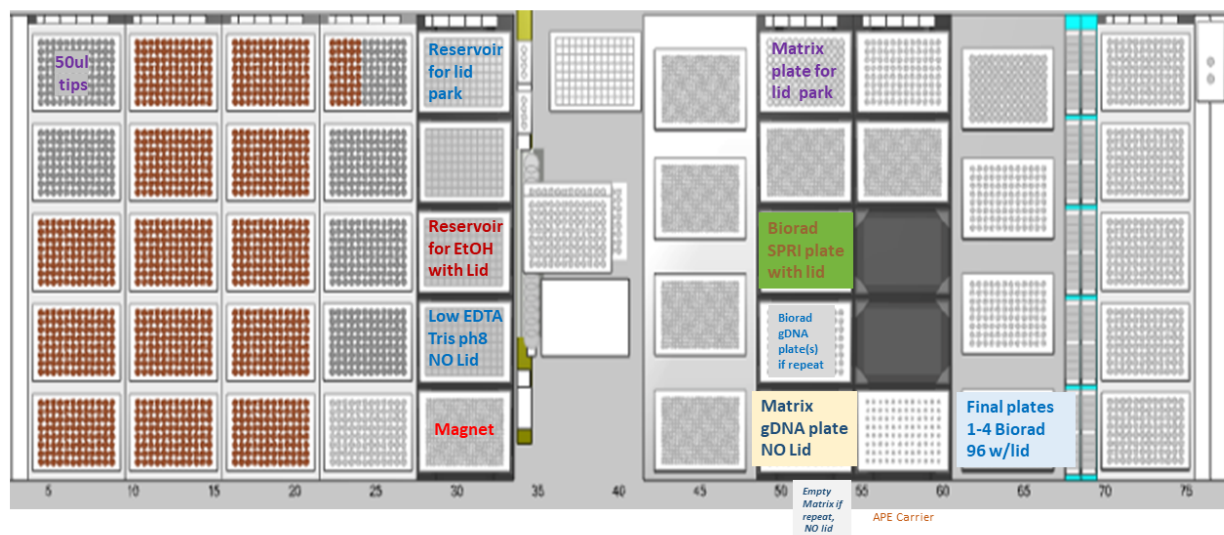 50ul
tips
Reservoir
for lid
park
Matrix
plate for
lid park
Reservoir
for EtOH
with Lid
Biorad
SPRI plate
with lid
Low EDTA
Tris ph8
NO Lid
Biorad
gDNA
plate(s)
if repeat
Magnet
Matrix
gDNA plate
NO Lid
Final plates
1-4 Biorad
96 w/lid
5 10 15 20 25 30 35 40 45 50 55 60 65 70 75
Empty
Matrix if
repeat,
NO lid
APE Carrier